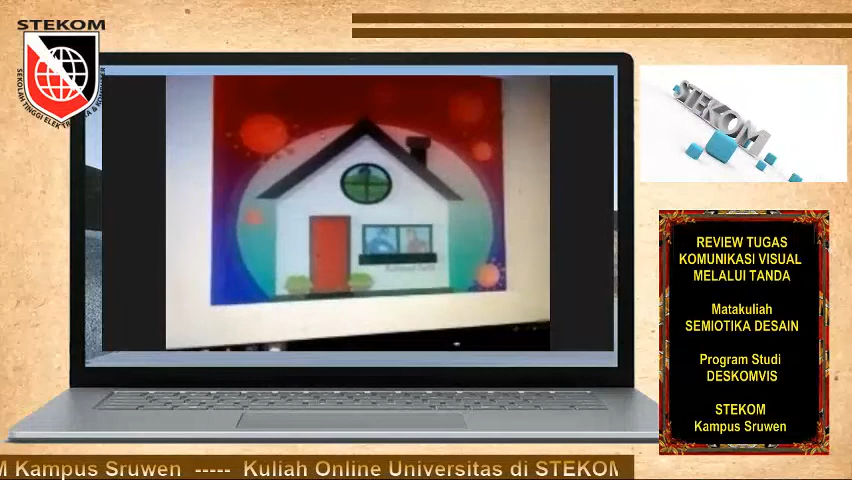 STEKOM
SEKOLAH TINGGI ELEKTRONIKA & KOMPUTER
STEKOM
REVIEW TUGAS
KOMUNIKASI VISUAL
MELALUI TANDA
Matakuliah
SEMIOTIKA DESAIN
Program Studi
DESKOMVIS
STEKOM
Kampus Sruwen
M Kampus Sruwen ----- Kuliah Online Universitas di STEKOM